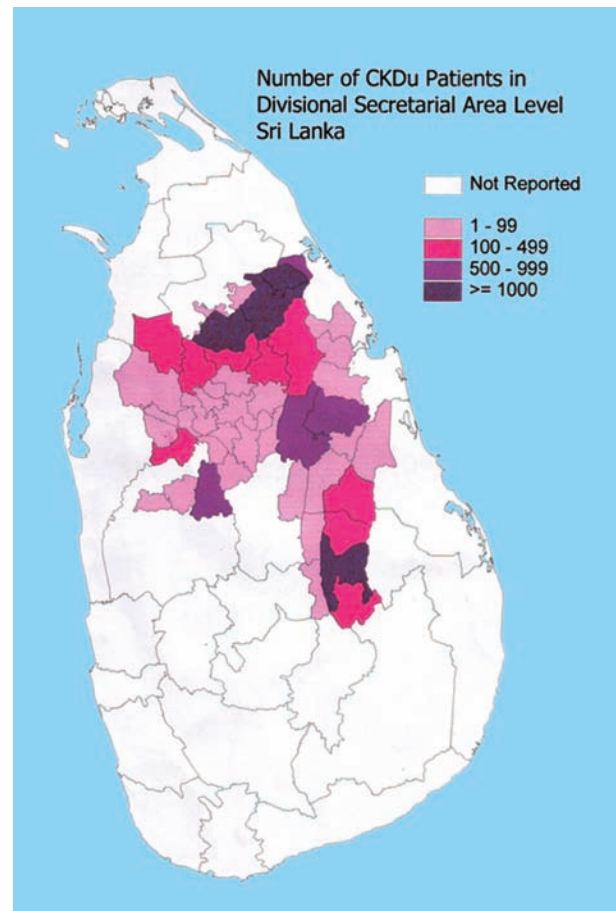 Number of CKDu Patients in
Divisional Secretarial Area Level
Sri Lanka
Not Reported
1 - 99
100 - 499
500 - 999
>= 1000